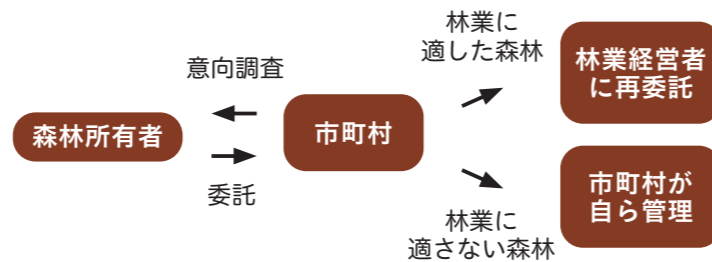 意向調査
森林所有者
委託
市町村
林業に
適した森林
林業経営者
に再委託
林業に
適さない森林
市町村が
自ら管理